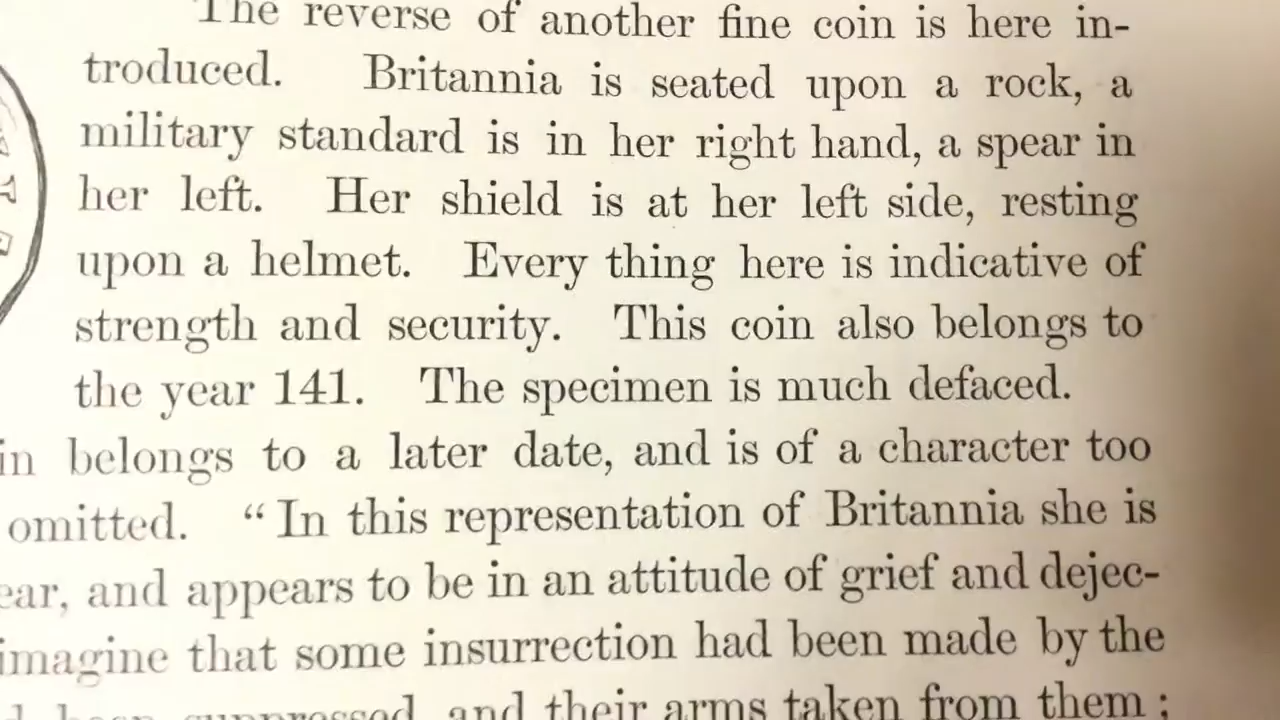 The reverse of another fine coin is here in-
troduced. Britannia is seated upon a rock, a
military standard is in her right hand, a spear in
her left. Her shield is at her left side, resting
upon a helmet. Every thing here is indicative of
strength and security. This coin also belongs to
the year 141. The specimen is much defaced.
in belongs to a later date, and is of a character too
omitted. “In this representation of Britannia she is
ear, and appears to be in an attitude of grief and dejec-
imagine that some insurrection had been made by the
suppressed, and their arms taken from them;